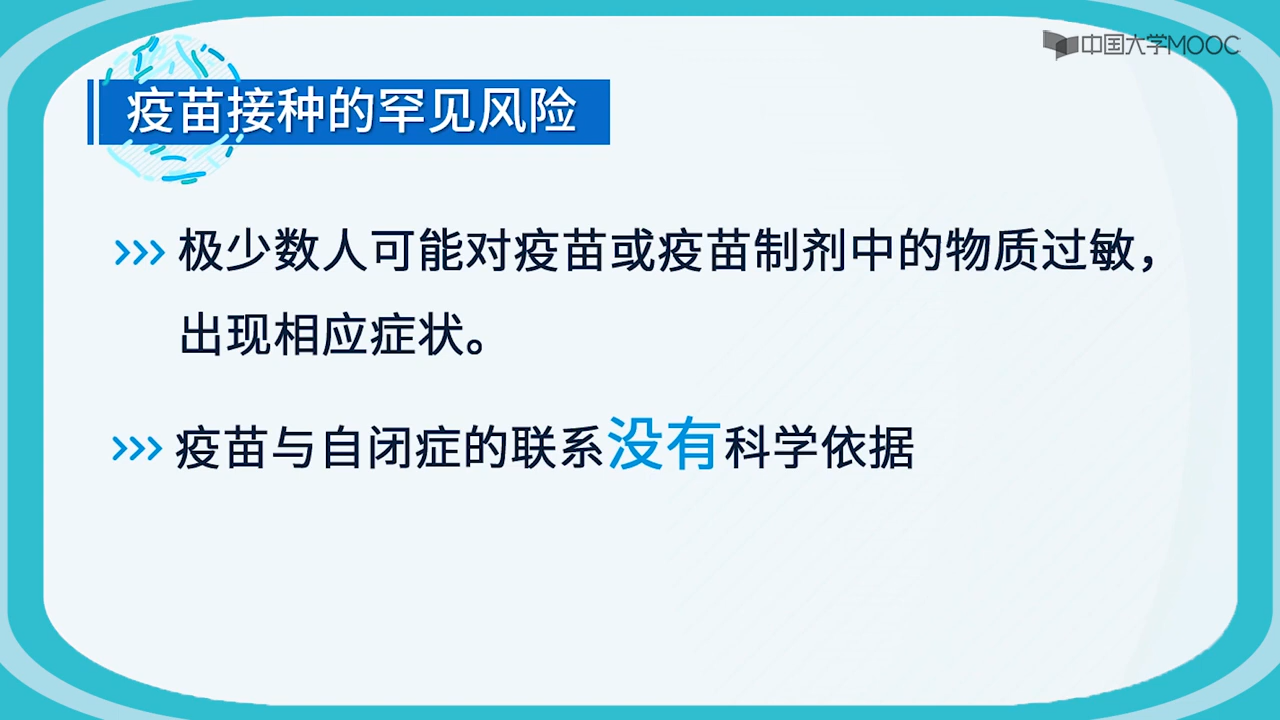 中国大学MOOC
疫苗接种的罕见风险
极少数人可能对疫苗或疫苗制剂中的物质过敏，
出现相应症状。
疫苗与自闭症的联系没有科学依据